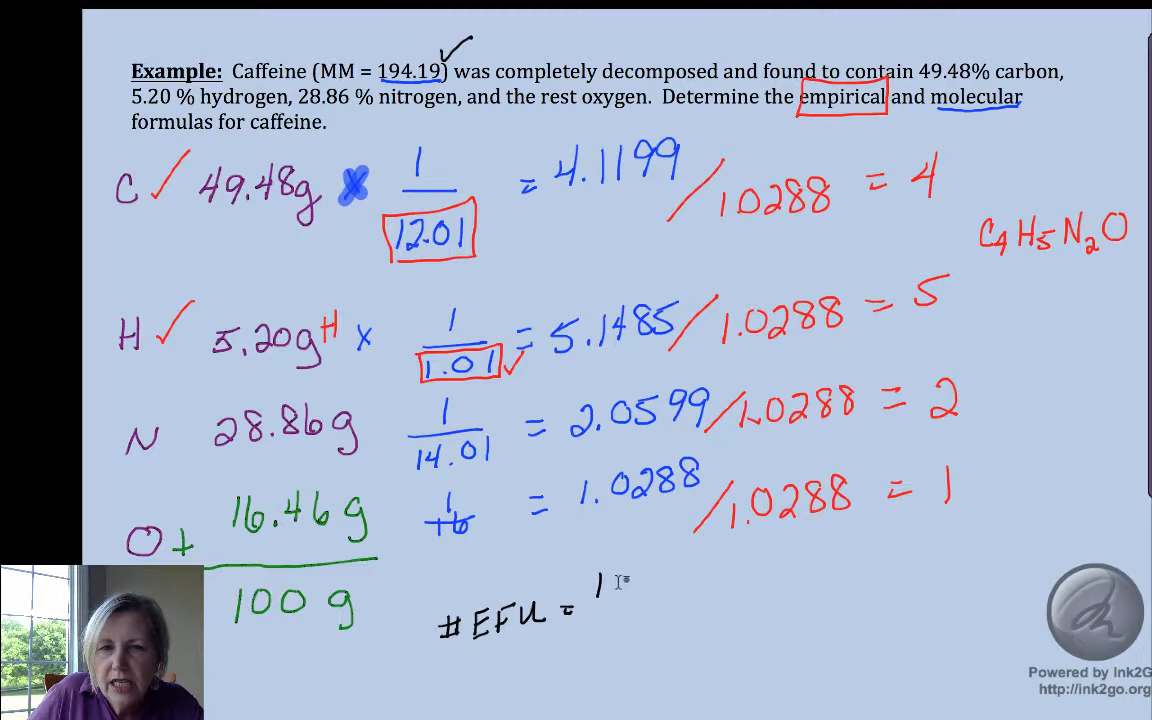 Example: Caffeine (MM = 194.19) was completely decomposed and found to contain 49.48% carbon,
5.20 % hydrogen, 28.86 % nitrogen, and the rest oxygen. Determine the empirical and molecular
formulas for caffeine.
C ✓ 49.48g x 1/12.01 = 4.1199 / 1.0288 = 4
C4H5N2O
H ✓ 5.20g H x 1/1.01 ✓ = 5.1485 / 1.0288 = 5
N 28.86g 1/14.01 = 2.0599 / 1.0288 = 2
O + 16.46g 1/16 = 1.0288 / 1.0288 = 1
100 g
#EFU = 1
Powered by Ink2G
http://ink2go.org